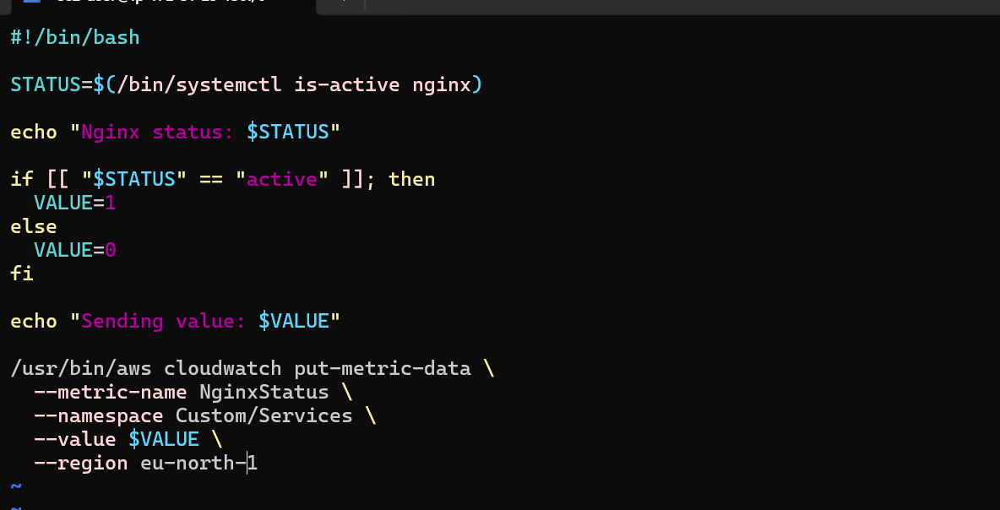 #!/bin/bash
STATUS=$(/bin/systemctl is-active nginx)
echo "Nginx status: $STATUS"
if [[ "$STATUS" == "active" ]]; then
  VALUE=1
else
  VALUE=0
fi
echo "Sending value: $VALUE"
/usr/bin/aws cloudwatch put-metric-data \
  --metric-name NginxStatus \
  --namespace Custom/Services \
  --value $VALUE \
  --region eu-north-1
~
~